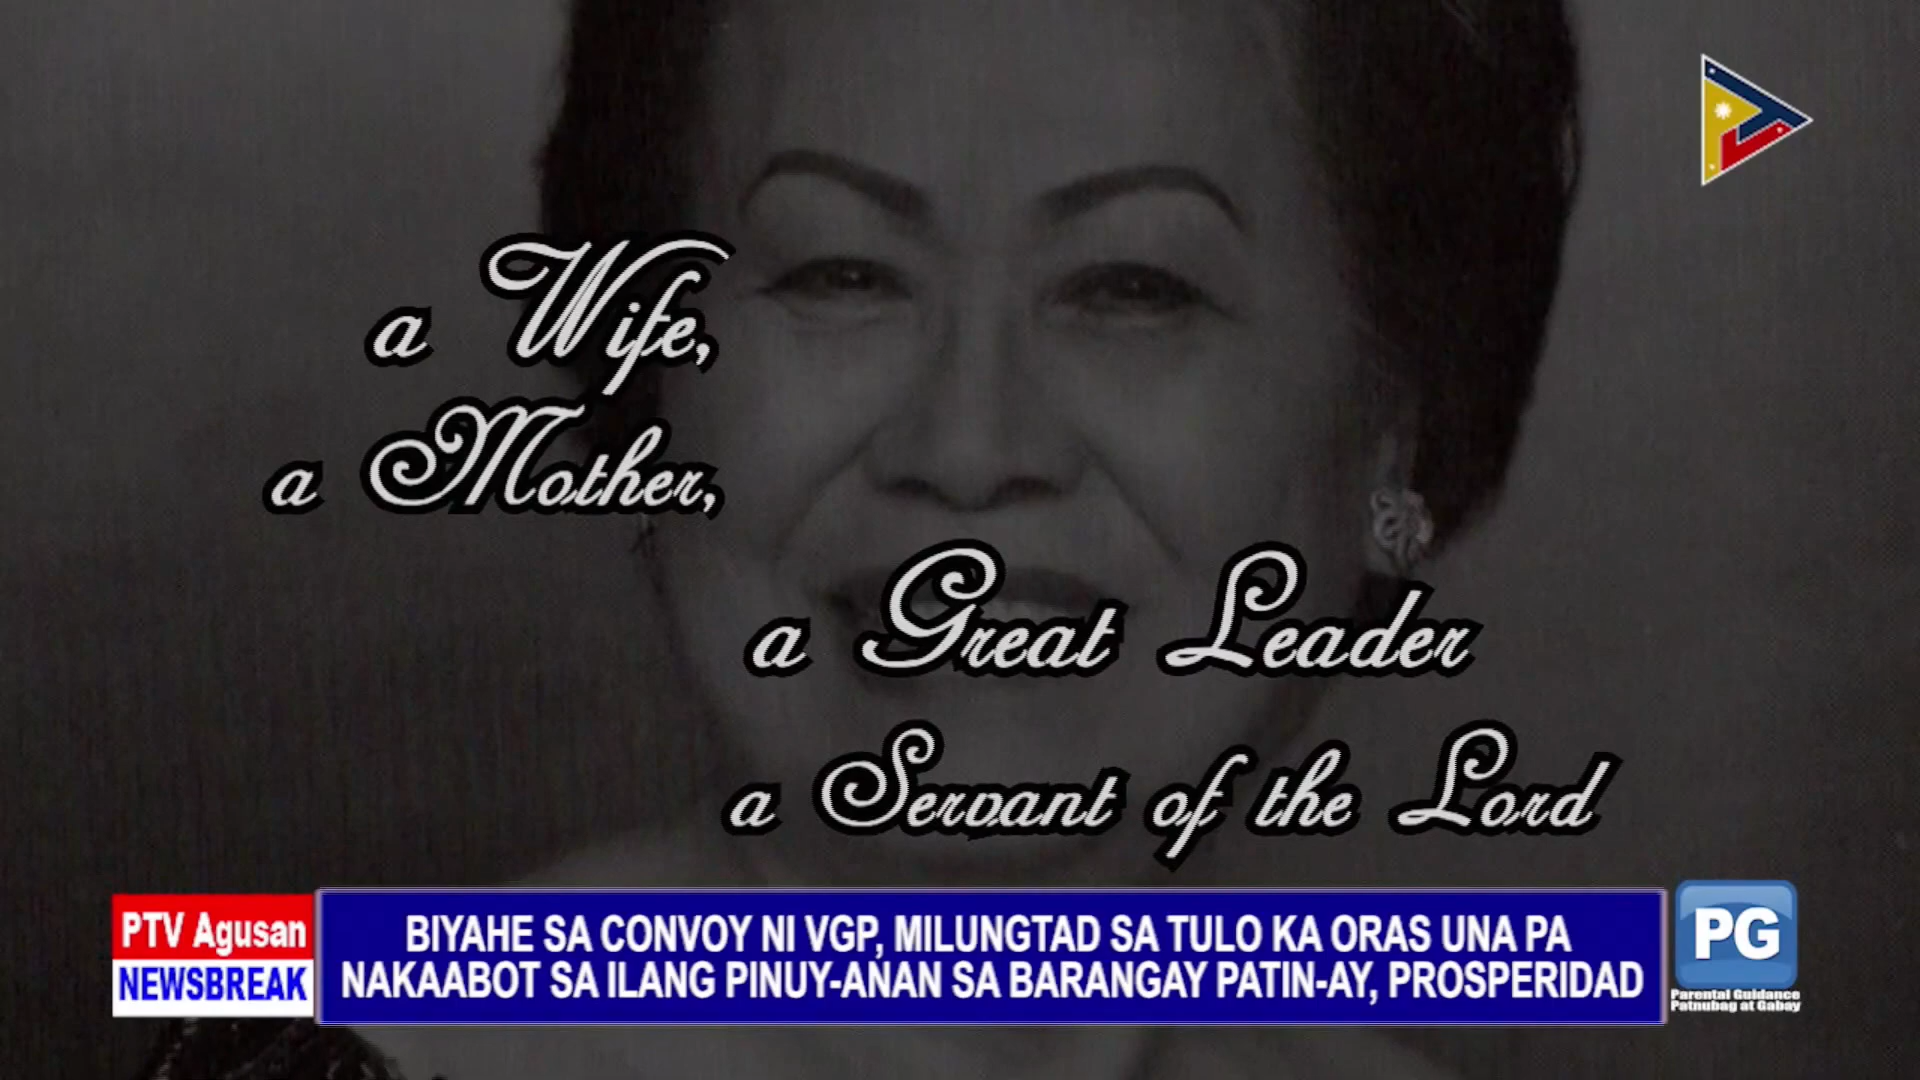 a Wife,
a Mother,
a Great Leader
a Servant of the Lord
PTV Agusan
NEWSBREAK
BIYAHE SA CONVOY NI VGP, MILUNGTAD SA TULO KA ORAS UNA PA
NAKAABOT SA ILANG PINUY-ANAN SA BARANGAY PATIN-AY, PROSPERIDAD
PG
Parental Guidance
Patnubag at Gabay